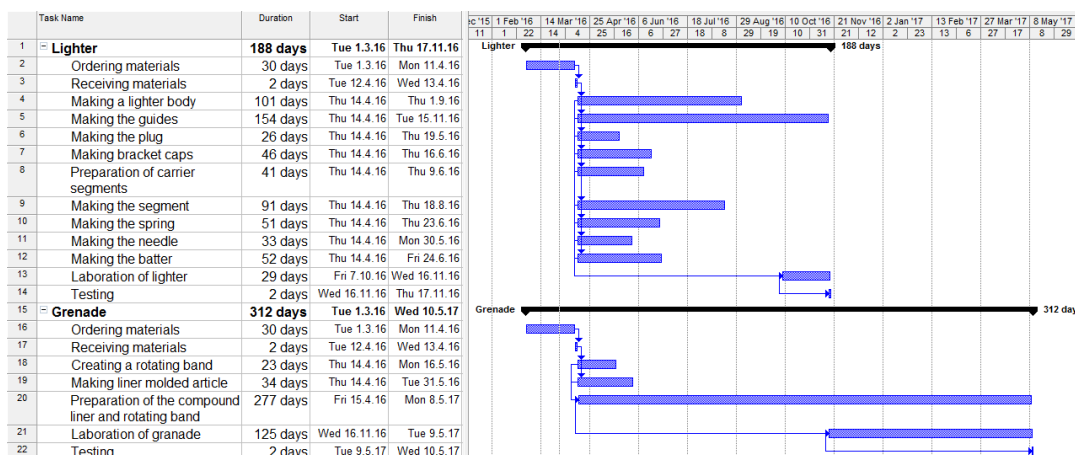 Task Name Duration Start Finish
ec '15 1 Feb '16 14 Mar '16 25 Apr '16 6 Jun '16 18 Jul '16 29 Aug '16 10 Oct '16 21 Nov '16 2 Jan '17 13 Feb '17 27 Mar '17 8 May '17
11 1 22 14 4 25 16 6 27 18 8 29 19 10 31 21 12 2 23 13 6 27 17 8 29
1 Lighter 188 days Tue 1.3.16 Thu 17.11.16 Lighter 188 days
2 Ordering materials 30 days Tue 1.3.16 Mon 11.4.16
3 Receiving materials 2 days Tue 12.4.16 Wed 13.4.16
4 Making a lighter body 101 days Thu 14.4.16 Thu 1.9.16
5 Making the guides 154 days Thu 14.4.16 Tue 15.11.16
6 Making the plug 26 days Thu 14.4.16 Thu 19.5.16
7 Making bracket caps 46 days Thu 14.4.16 Thu 16.6.16
8 Preparation of carrier 41 days Thu 14.4.16 Thu 9.6.16
segments
9 Making the segment 91 days Thu 14.4.16 Thu 18.8.16
10 Making the spring 51 days Thu 14.4.16 Thu 23.6.16
11 Making the needle 33 days Thu 14.4.16 Mon 30.5.16
12 Making the batter 52 days Thu 14.4.16 Fri 24.6.16
13 Laboration of lighter 29 days Fri 7.10.16 Wed 16.11.16
14 Testing 2 days Wed 16.11.16 Thu 17.11.16
15 Grenade 312 days Tue 1.3.16 Wed 10.5.17 Grenade 312 day
16 Ordering materials 30 days Tue 1.3.16 Mon 11.4.16
17 Receiving materials 2 days Tue 12.4.16 Wed 13.4.16
18 Creating a rotating band 23 days Thu 14.4.16 Mon 16.5.16
19 Making liner molded article 34 days Thu 14.4.16 Tue 31.5.16
20 Preparation of the compound 277 days Fri 15.4.16 Mon 8.5.17
liner and rotating band
21 Laboration of granade 125 days Wed 16.11.16 Tue 9.5.17
22 Testing 2 days Tue 9.5.17 Wed 10.5.17